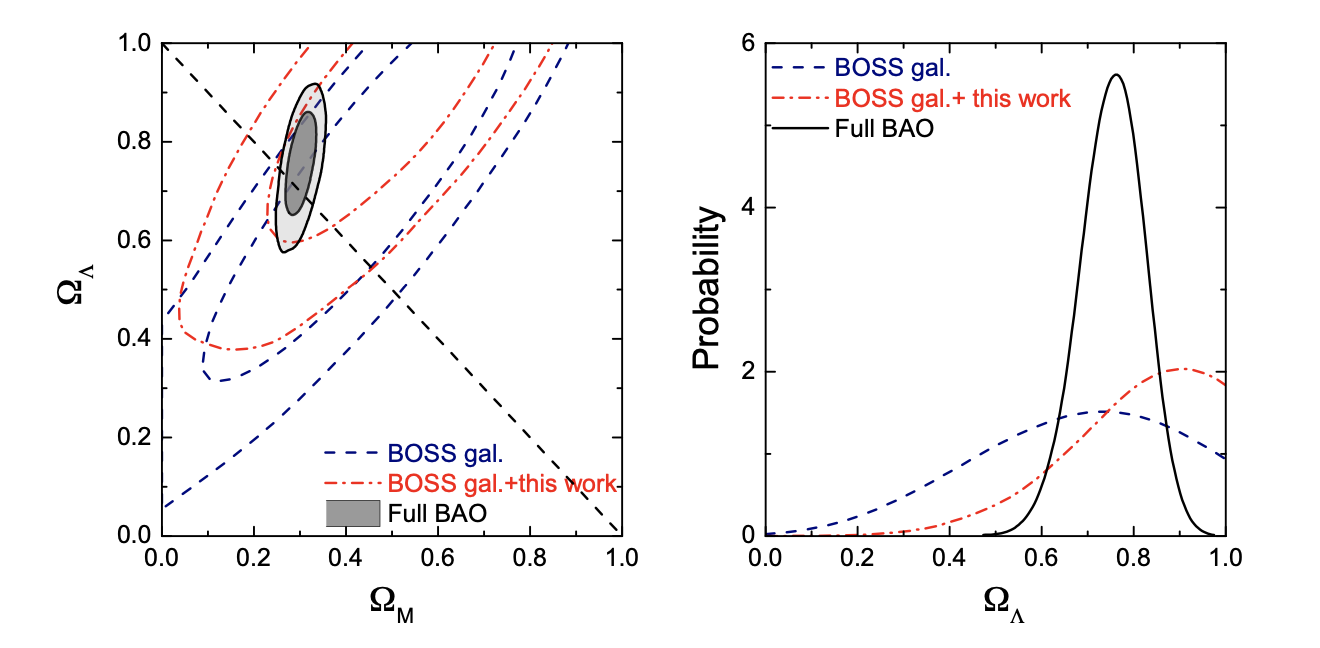 1.0
0.8
0.6
0.4
0.2
0.0
Ω_Λ
0.0 0.2 0.4 0.6 0.8 1.0
Ω_M
BOSS gal.
BOSS gal.+this work
Full BAO
6
4
2
0
Probability
0.0 0.2 0.4 0.6 0.8 1.0
Ω_Λ
BOSS gal.
BOSS gal.+ this work
Full BAO